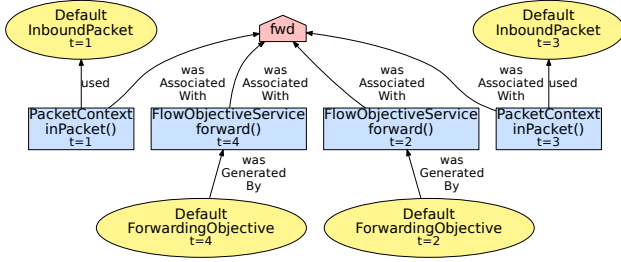 Default
InboundPacket
t=1
fwd
Default
InboundPacket
t=3
used
was
Associated
With
was
Associated
With
was
Associated
With
was
Associated
With
used
PacketContext
inPacket()
t=1
FlowObjectiveService
forward()
t=4
FlowObjectiveService
forward()
t=2
PacketContext
inPacket()
t=3
was
Generated
By
was
Generated
By
Default
ForwardingObjective
t=4
Default
ForwardingObjective
t=2